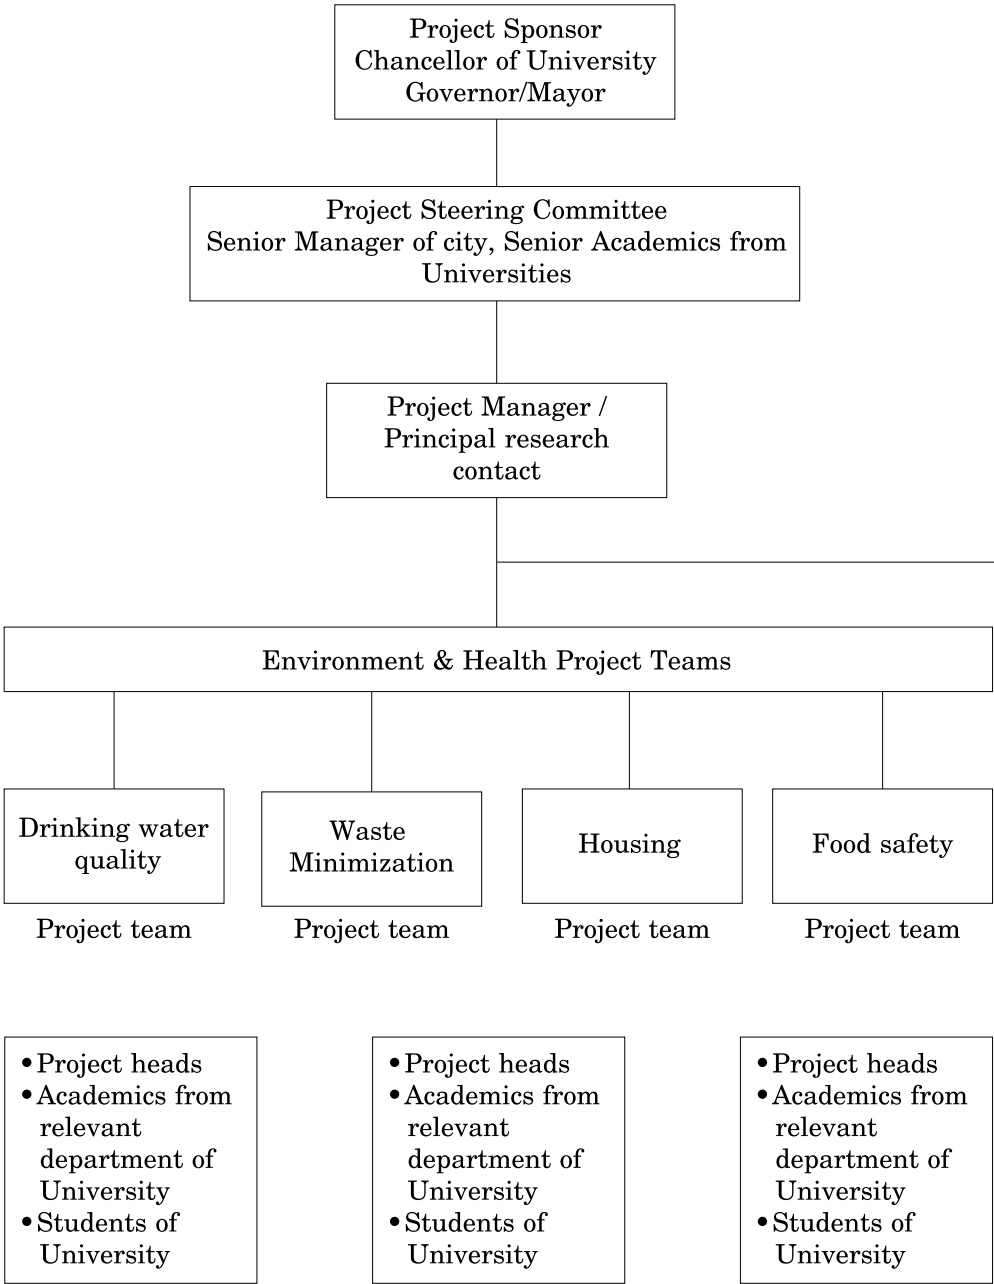 Project Sponsor
Chancellor of University
Governor/Mayor
Project Steering Committee
Senior Manager of city, Senior Academics from
Universities
Project Manager /
Principal research
contact
Environment & Health Project Teams
Drinking water
quality
Waste
Minimization
Housing
Food safety
Project team
Project team
Project team
Project team
•Project heads
•Academics from
relevant
department of
University
•Students of
University
•Project heads
•Academics from
relevant
department of
University
•Students of
University
•Project heads
•Academics from
relevant
department of
University
•Students of
University